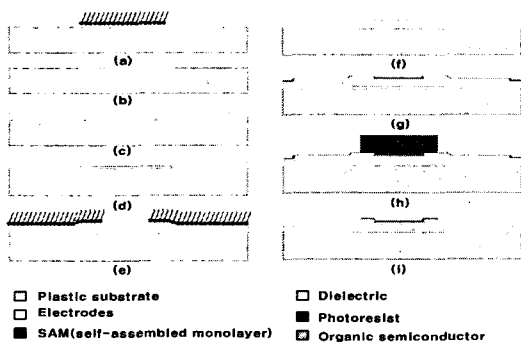 (a)
(b)
(c)
(d)
(e)
(f)
(g)
(h)
(i)
Plastic substrate
Electrodes
SAM(self-assembled monolayer)
Dielectric
Photoresist
Organic semiconductor